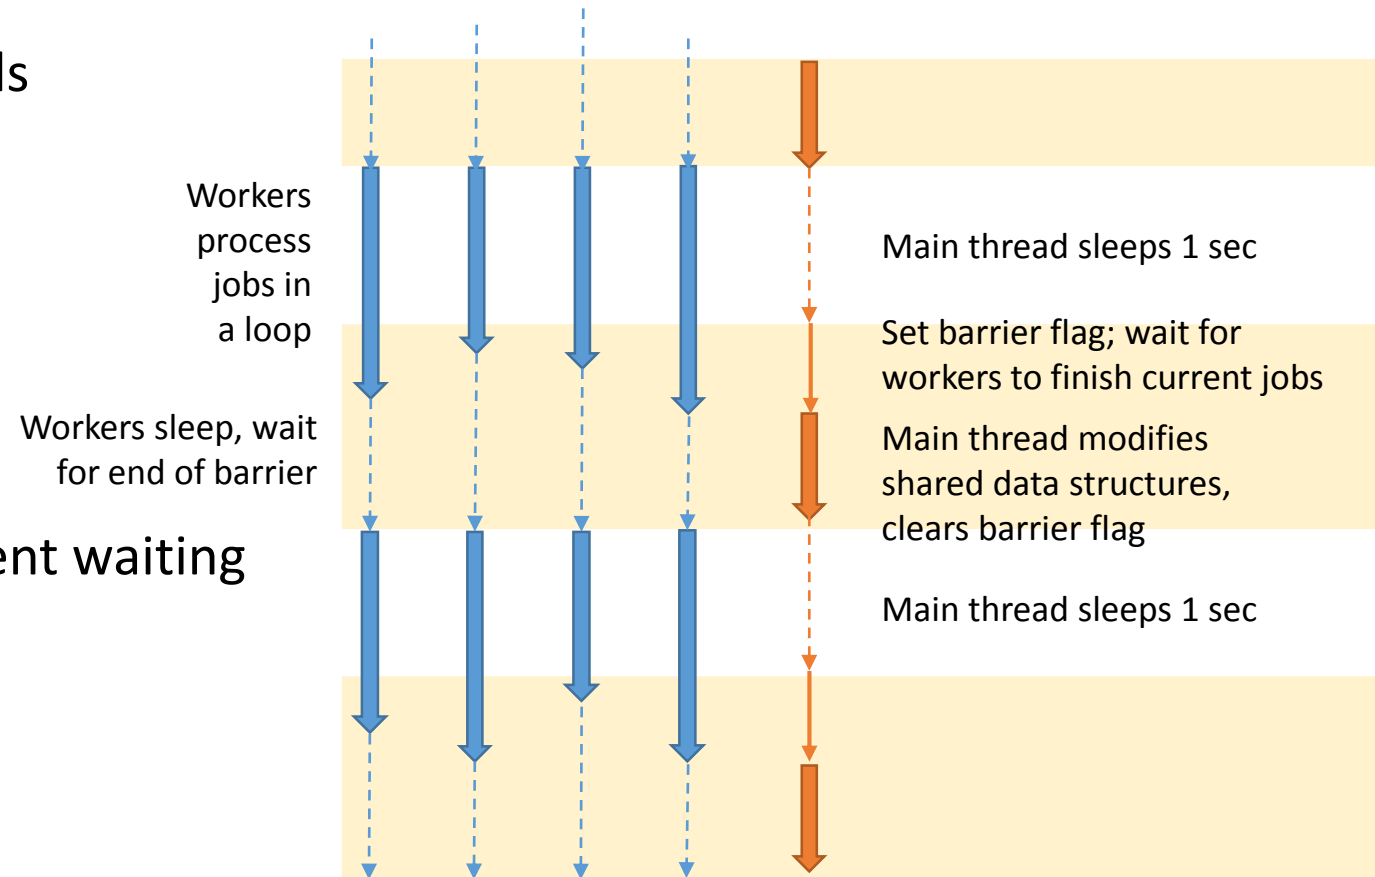 ls
Workers
process
jobs in
a loop
Main thread sleeps 1 sec
Set barrier flag; wait for
workers to finish current jobs
Workers sleep, wait
for end of barrier
Main thread modifies
shared data structures,
clears barrier flag
ent waiting
Main thread sleeps 1 sec